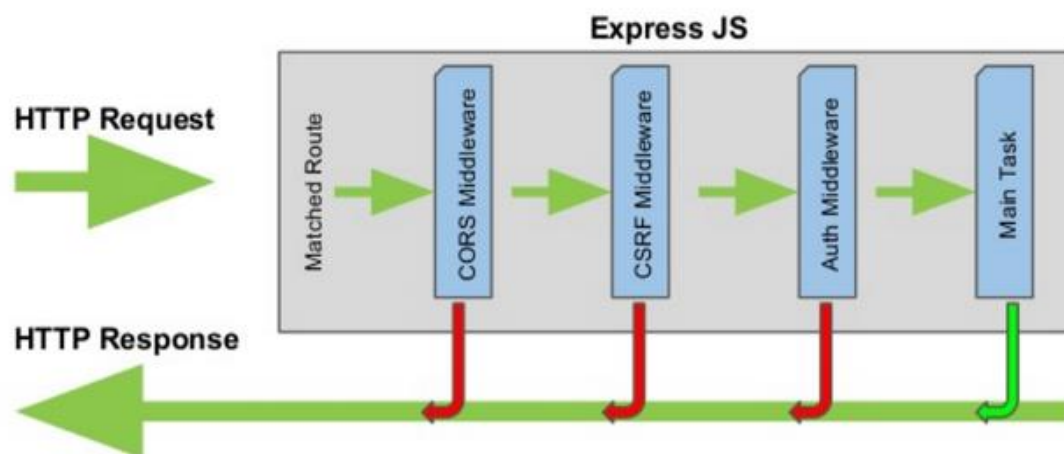 Express JS
HTTP Request
Matched Route
CORS Middleware
CSRF Middleware
Auth Middleware
Main Task
HTTP Response